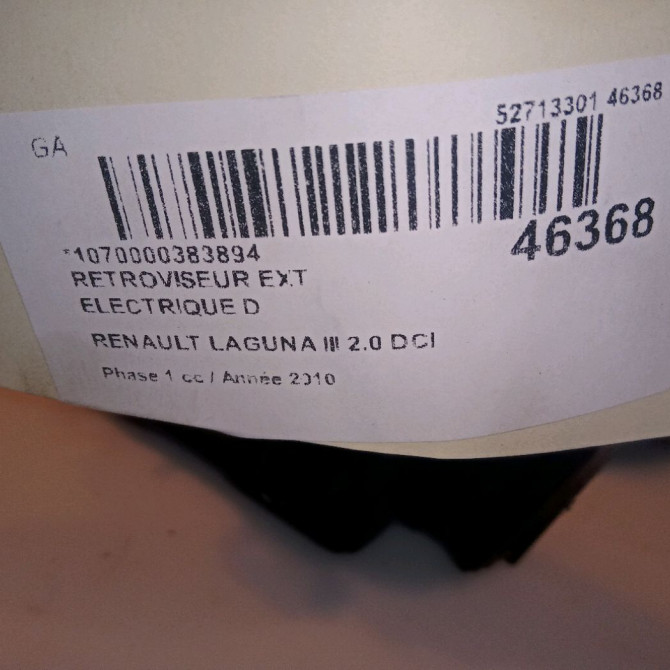 52713301 46368
GA
46368
*1070000383894
RETROVISEUR EXT
ELECTRIQUE D
RENAULT LAGUNA III 2.0 DCI
Phase 1 cc / Année 2010